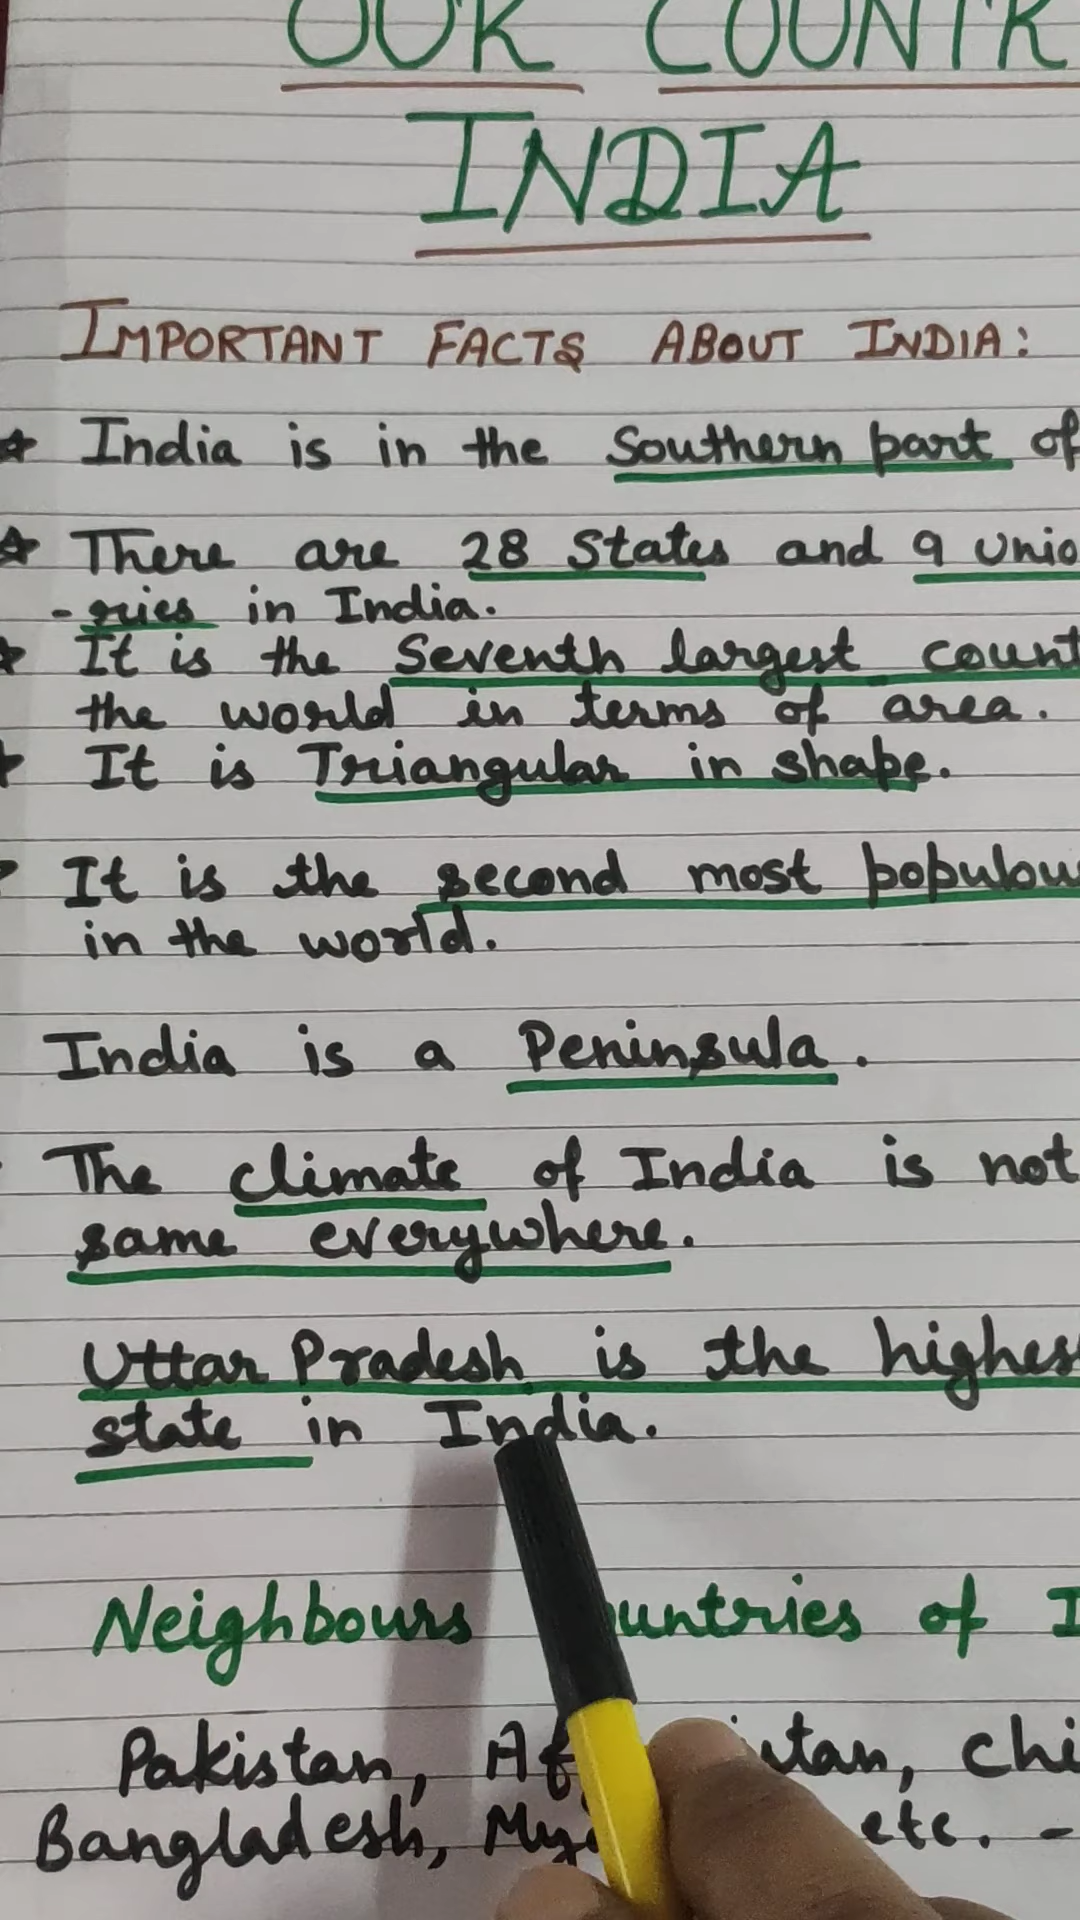 OUR COUNTR
INDIA
IMPORTANT FACTS ABOUT INDIA:
☆ India is in the Southern part of
☆ There are 28 States and 9 Unio
-ries in India.
☆ It is the Seventh largest count
the world in terms of area.
It is Triangular in shape.
It is the second most populou
in the world.
India is a Peninsula.
The climate of India is not
same everywhere.
Uttar Pradesh is the highes
state in India.
Neighbours untries of I
Pakistan, Af stan, Chi
Bangladesh, My etc. -